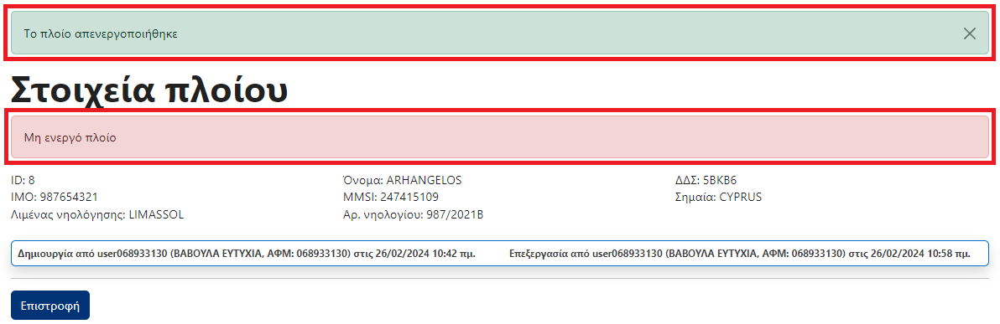 Το πλοίο απενεργοποιήθηκε
Στοιχεία πλοίου
Μη ενεργό πλοίο
ID: 8 Όνομα: ARHANGELOS ΔΔΣ: 5BKB6
IMO: 987654321 MMSI: 247415109 Σημαία: CYPRUS
Λιμένας νηολόγησης: LIMASSOL Αρ. νηολογίου: 987/2021Β
Δημιουργία από user068933130 (ΒΑΒΟΥΛΑ ΕΥΤΥΧΙΑ, ΑΦΜ: 068933130) στις 26/02/2024 10:42 πμ. Επεξεργασία από user068933130 (ΒΑΒΟΥΛΑ ΕΥΤΥΧΙΑ, ΑΦΜ: 068933130) στις 26/02/2024 10:58 πμ.
Επιστροφή